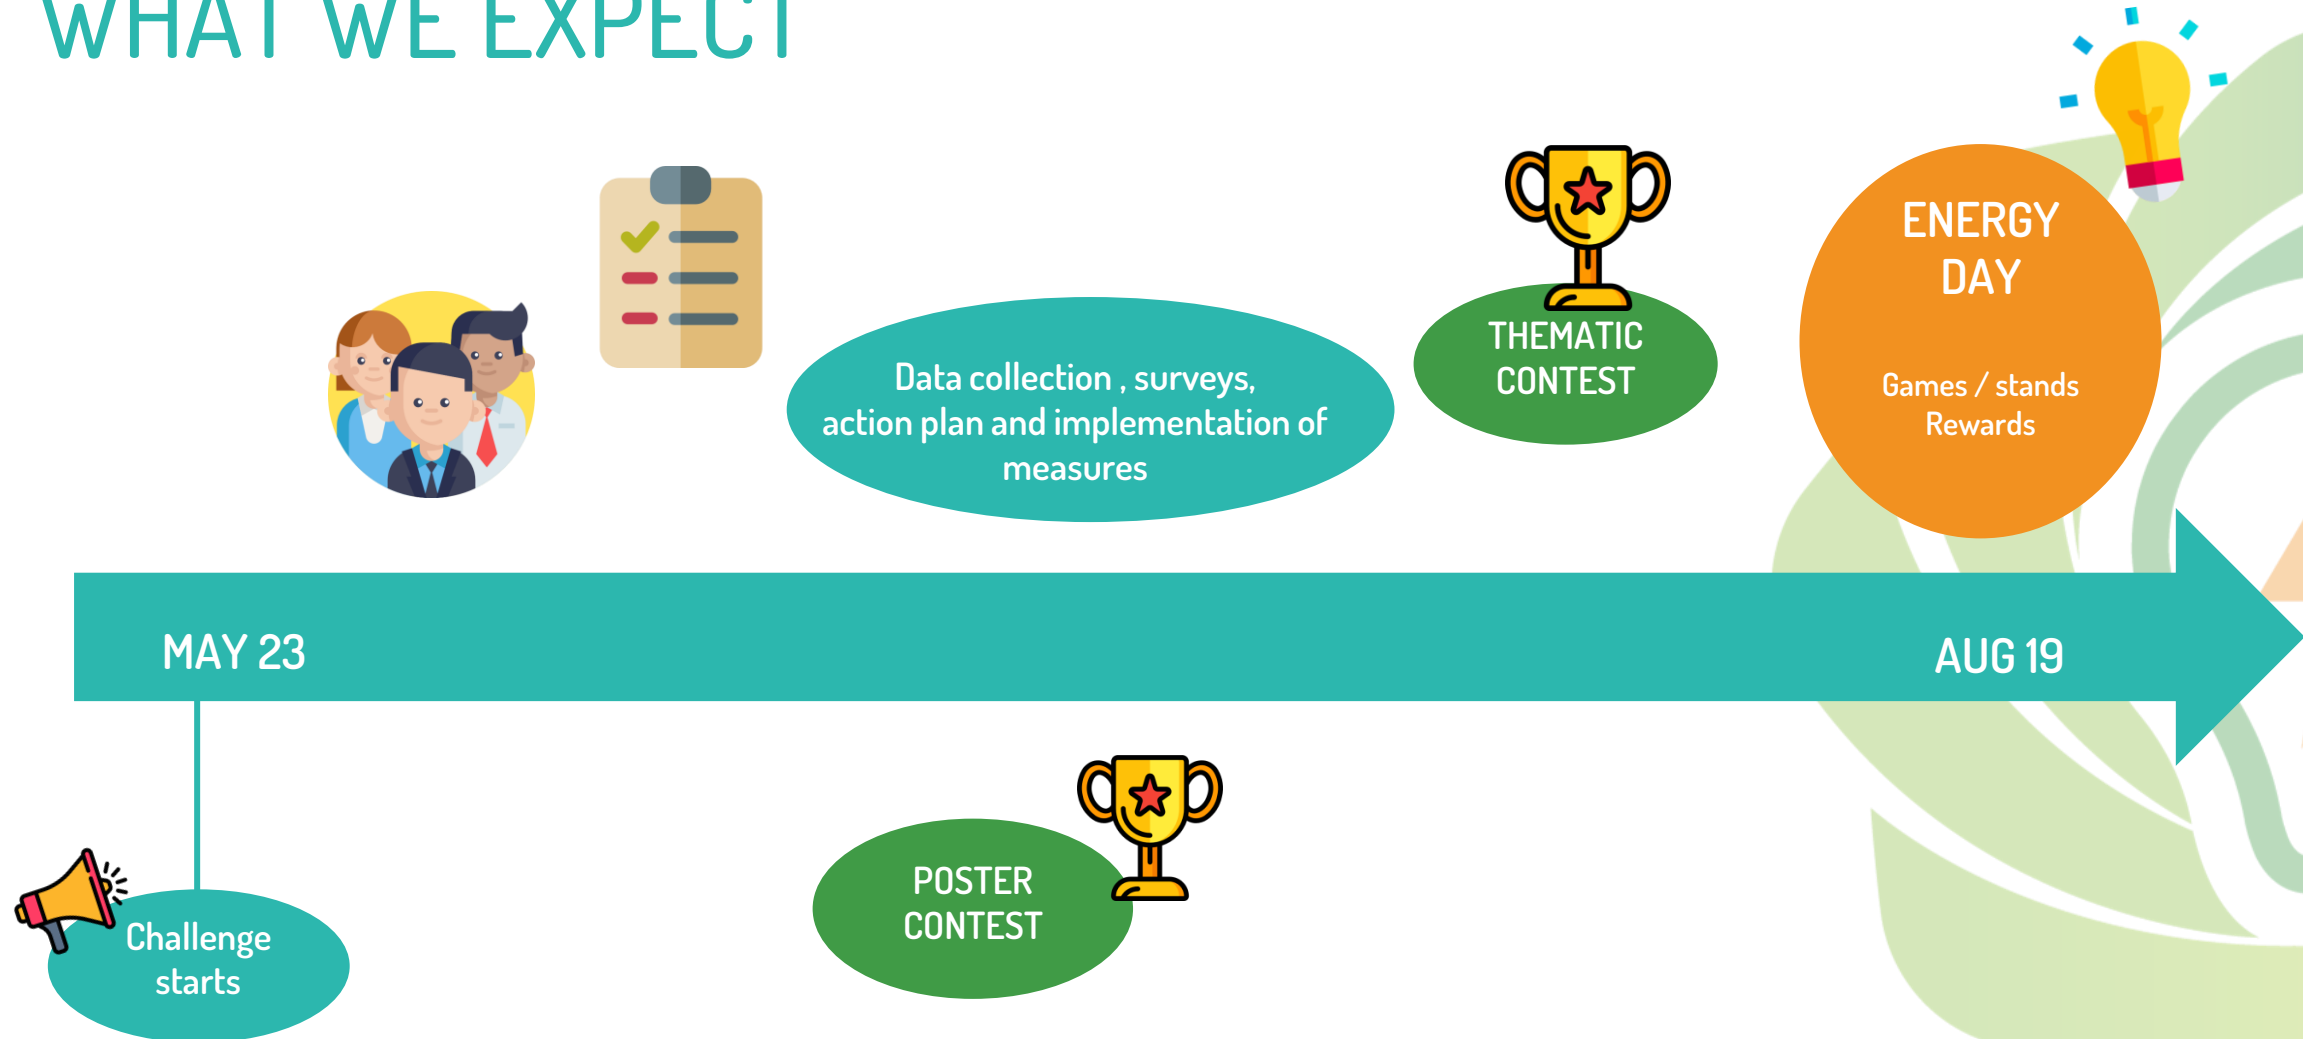 WHAT WE EXPECT
ENERGY
DAY
Games / stands
Rewards
THEMATIC
CONTEST
Data collection , surveys,
action plan and implementation of
measures
MAY 23
AUG 19
POSTER
CONTEST
Challenge
starts